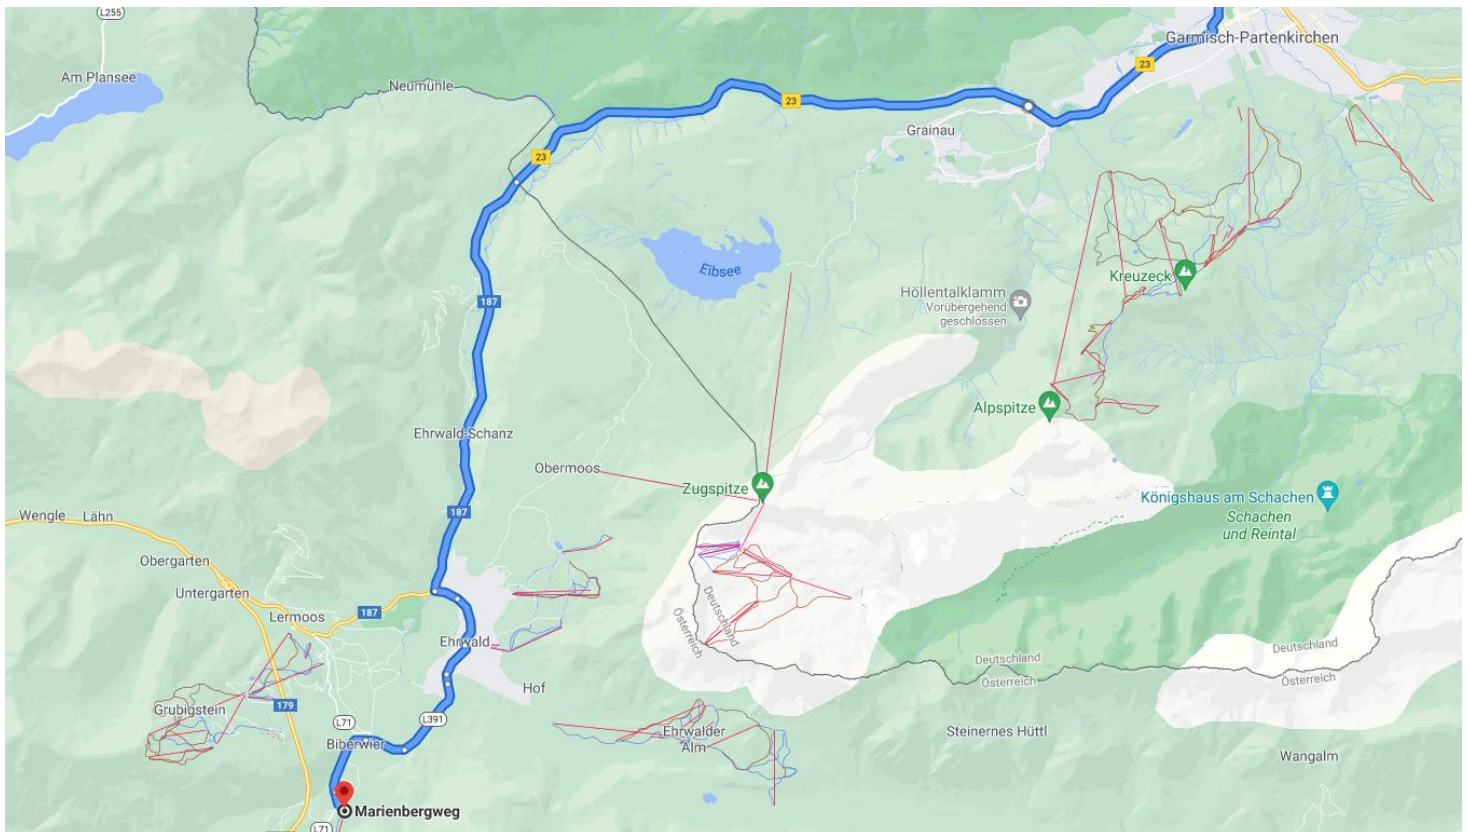 L255
Garmisch-Partenkirchen
23
Am Plansee
Neumühle
23
Grainau
23
Eibsee
Kreuzeck
Höllentalklamm
Vorübergehend
geschlossen
187
Alpspitze
Ehrwald-Schanz
Obermoos
Zugspitze
Königshaus am Schachen
Schachen
und Reintal
187
Wengle
Lähn
Obergarten
Untergarten
Lermoos
187
Deutschland
Österreich
Ehrwald
Deutschland
Österreich
Deutschland
Österreich
Hof
179
Grubigstein
L71
L391
Biberwier
Ehrwalder
Alm
Steinernes Hüttl
Wangalm
Marienbergweg
L71